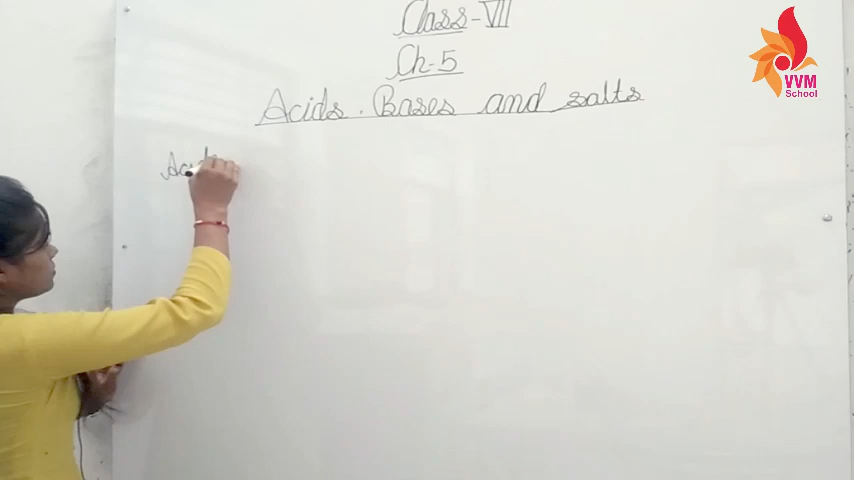 Class-VII
Ch-5
Acids. Bases and salts
Acid
VVM
School